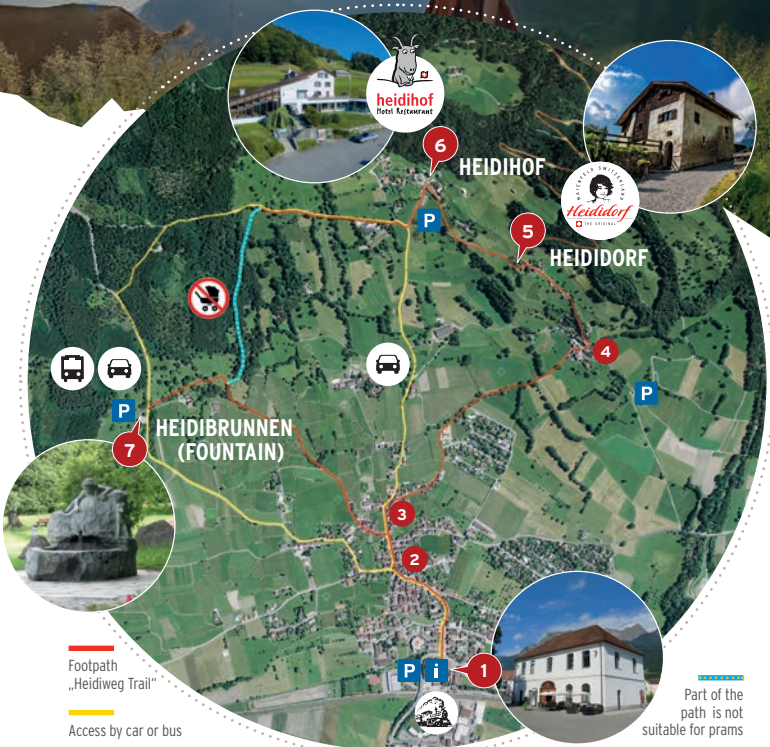 heidihof
Hotel Restaurant
6
HEIDIHOF
MAIENFELD SWITZERLAND
Heididorf
THE ORIGINAL
P
5
HEIDIDORF
4
P
P
HEIDIBRUNNEN
(FOUNTAIN)
7
3
2
P
i
1
Footpath
„Heidiweg Trail“
Access by car or bus
Part of the
path is not
suitable for prams